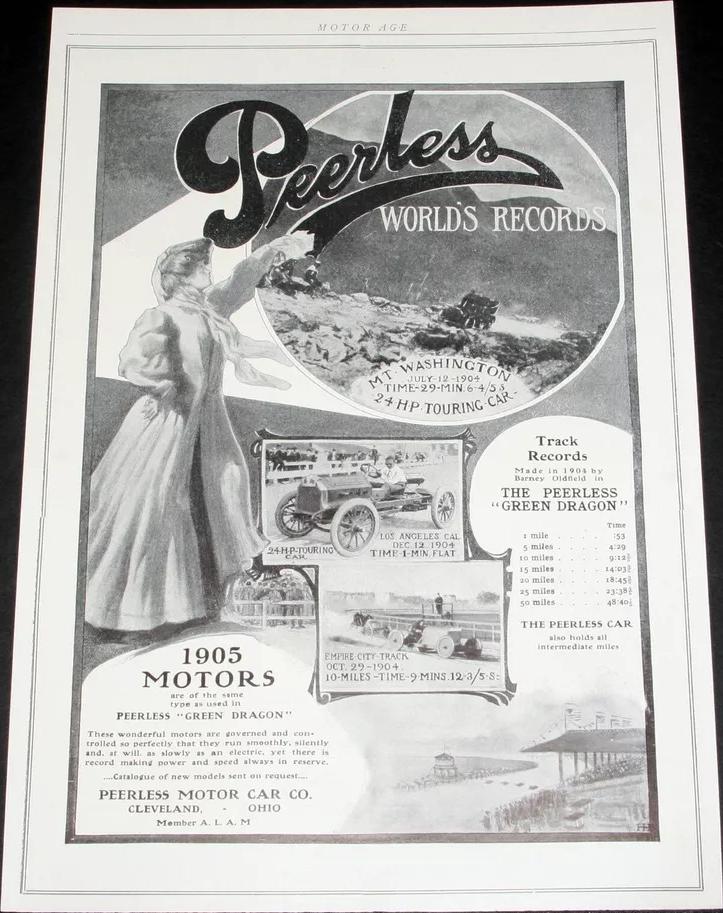 MOTOR AGE
Peerless
WORLD'S RECORDS
MT. WASHINGTON
JULY-12-1904
TIME-29-MIN. 6-4/5 S.
24 HP. TOURING CAR-
24-H-P-TOURING
CAR.
LOS ANGELES CAL.
DEC. 12 1904
TIME-1-MIN. FLAT
Track
Records
Made in 1904 by
Barney Oldfield in
THE PEERLESS
"GREEN DRAGON"
Time
1 mile . . . . :53
5 miles . . . . 4:29
10 miles . . . . 9:12
15 miles . . . . 14:03
20 miles . . . . 18:45
25 miles . . . . 23:38
50 miles . . . . 48:40
THE PEERLESS CAR
also holds all
intermediate miles
EMPIRE-CITY-TRACK
OCT. 29-1904.
10-MILES-TIME-9-MINS. 12-3/5-S:
1905
MOTORS
are of the same
type as used in
PEERLESS "GREEN DRAGON"
These wonderful motors are governed and con-
trolled so perfectly that they run smoothly, silently
and, at will, as slowly as an electric, yet there is
record making power and speed always in reserve.
....Catalogue of new models sent on request....
PEERLESS MOTOR CAR CO.
CLEVELAND, - OHIO
Member A. L. A. M